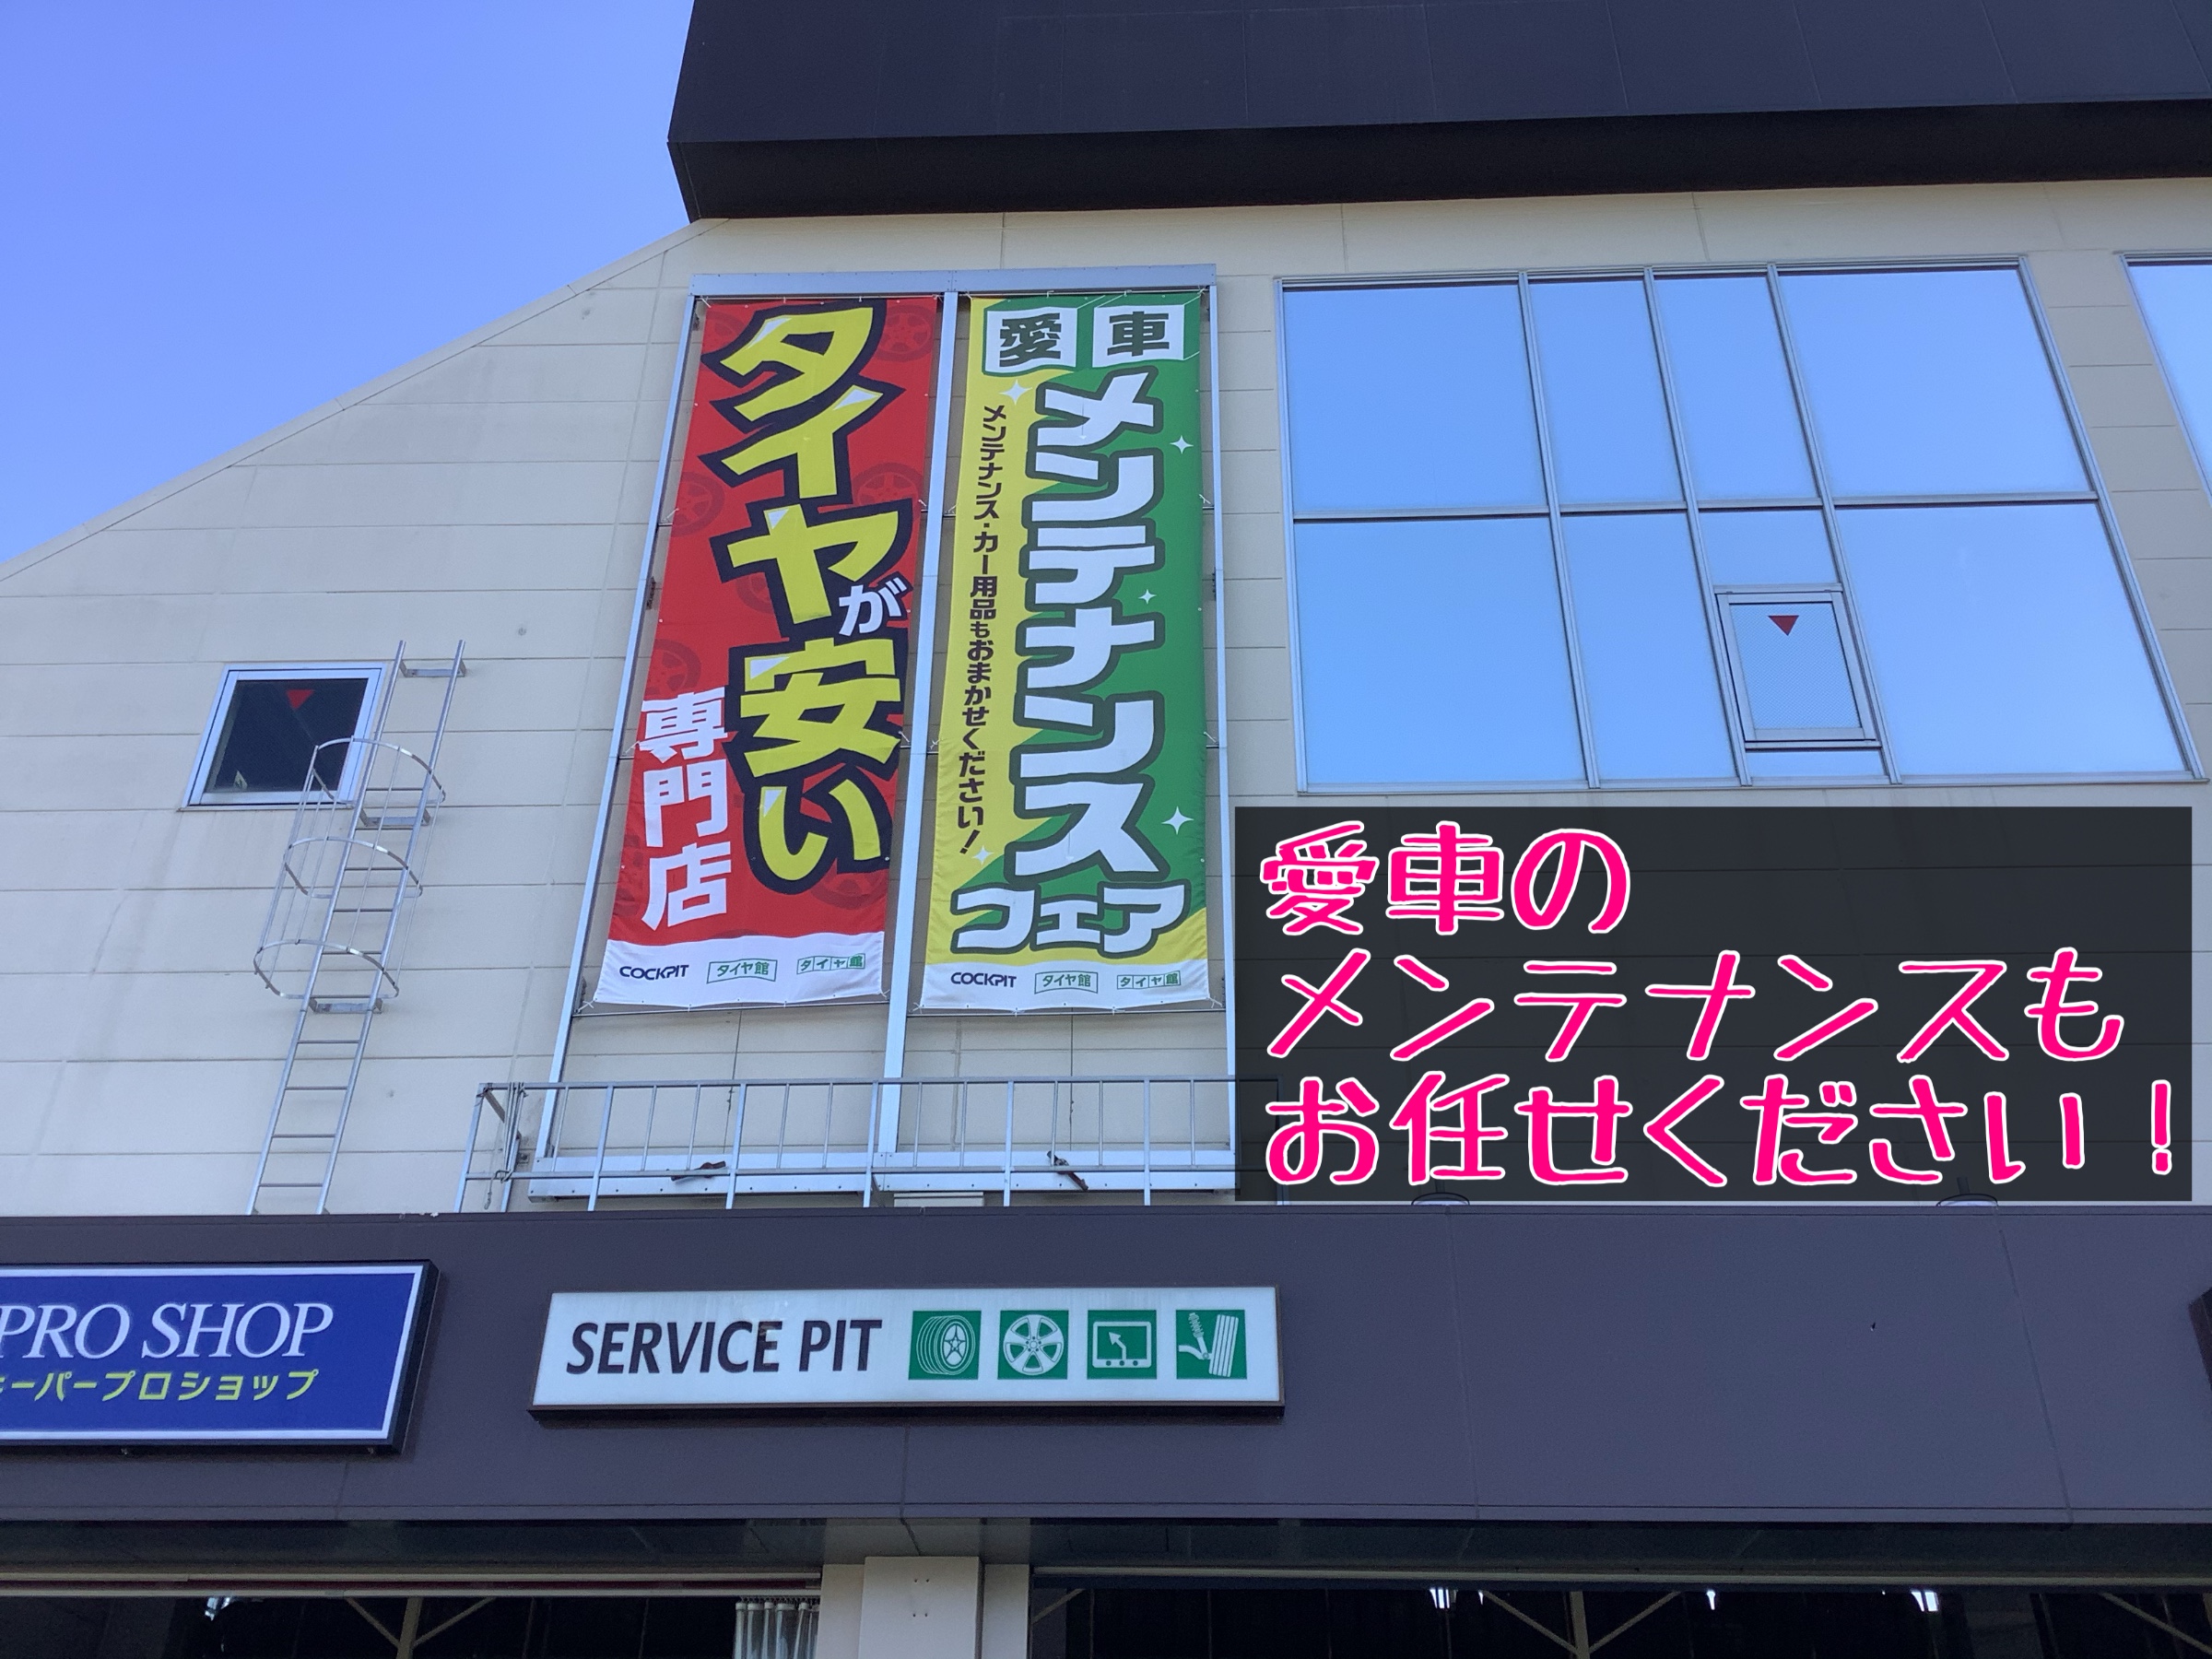 タイヤが安い
専門店
COCKPIT タイヤ館 タイヤ館
愛車
メンテナンス
フェア
メンテナンス・カー用品もおまかせください!
COCKPIT タイヤ館 タイヤ館
愛車の
メンテナンスも
お任せください!
PRO SHOP
ーパープロショップ
SERVICE PIT